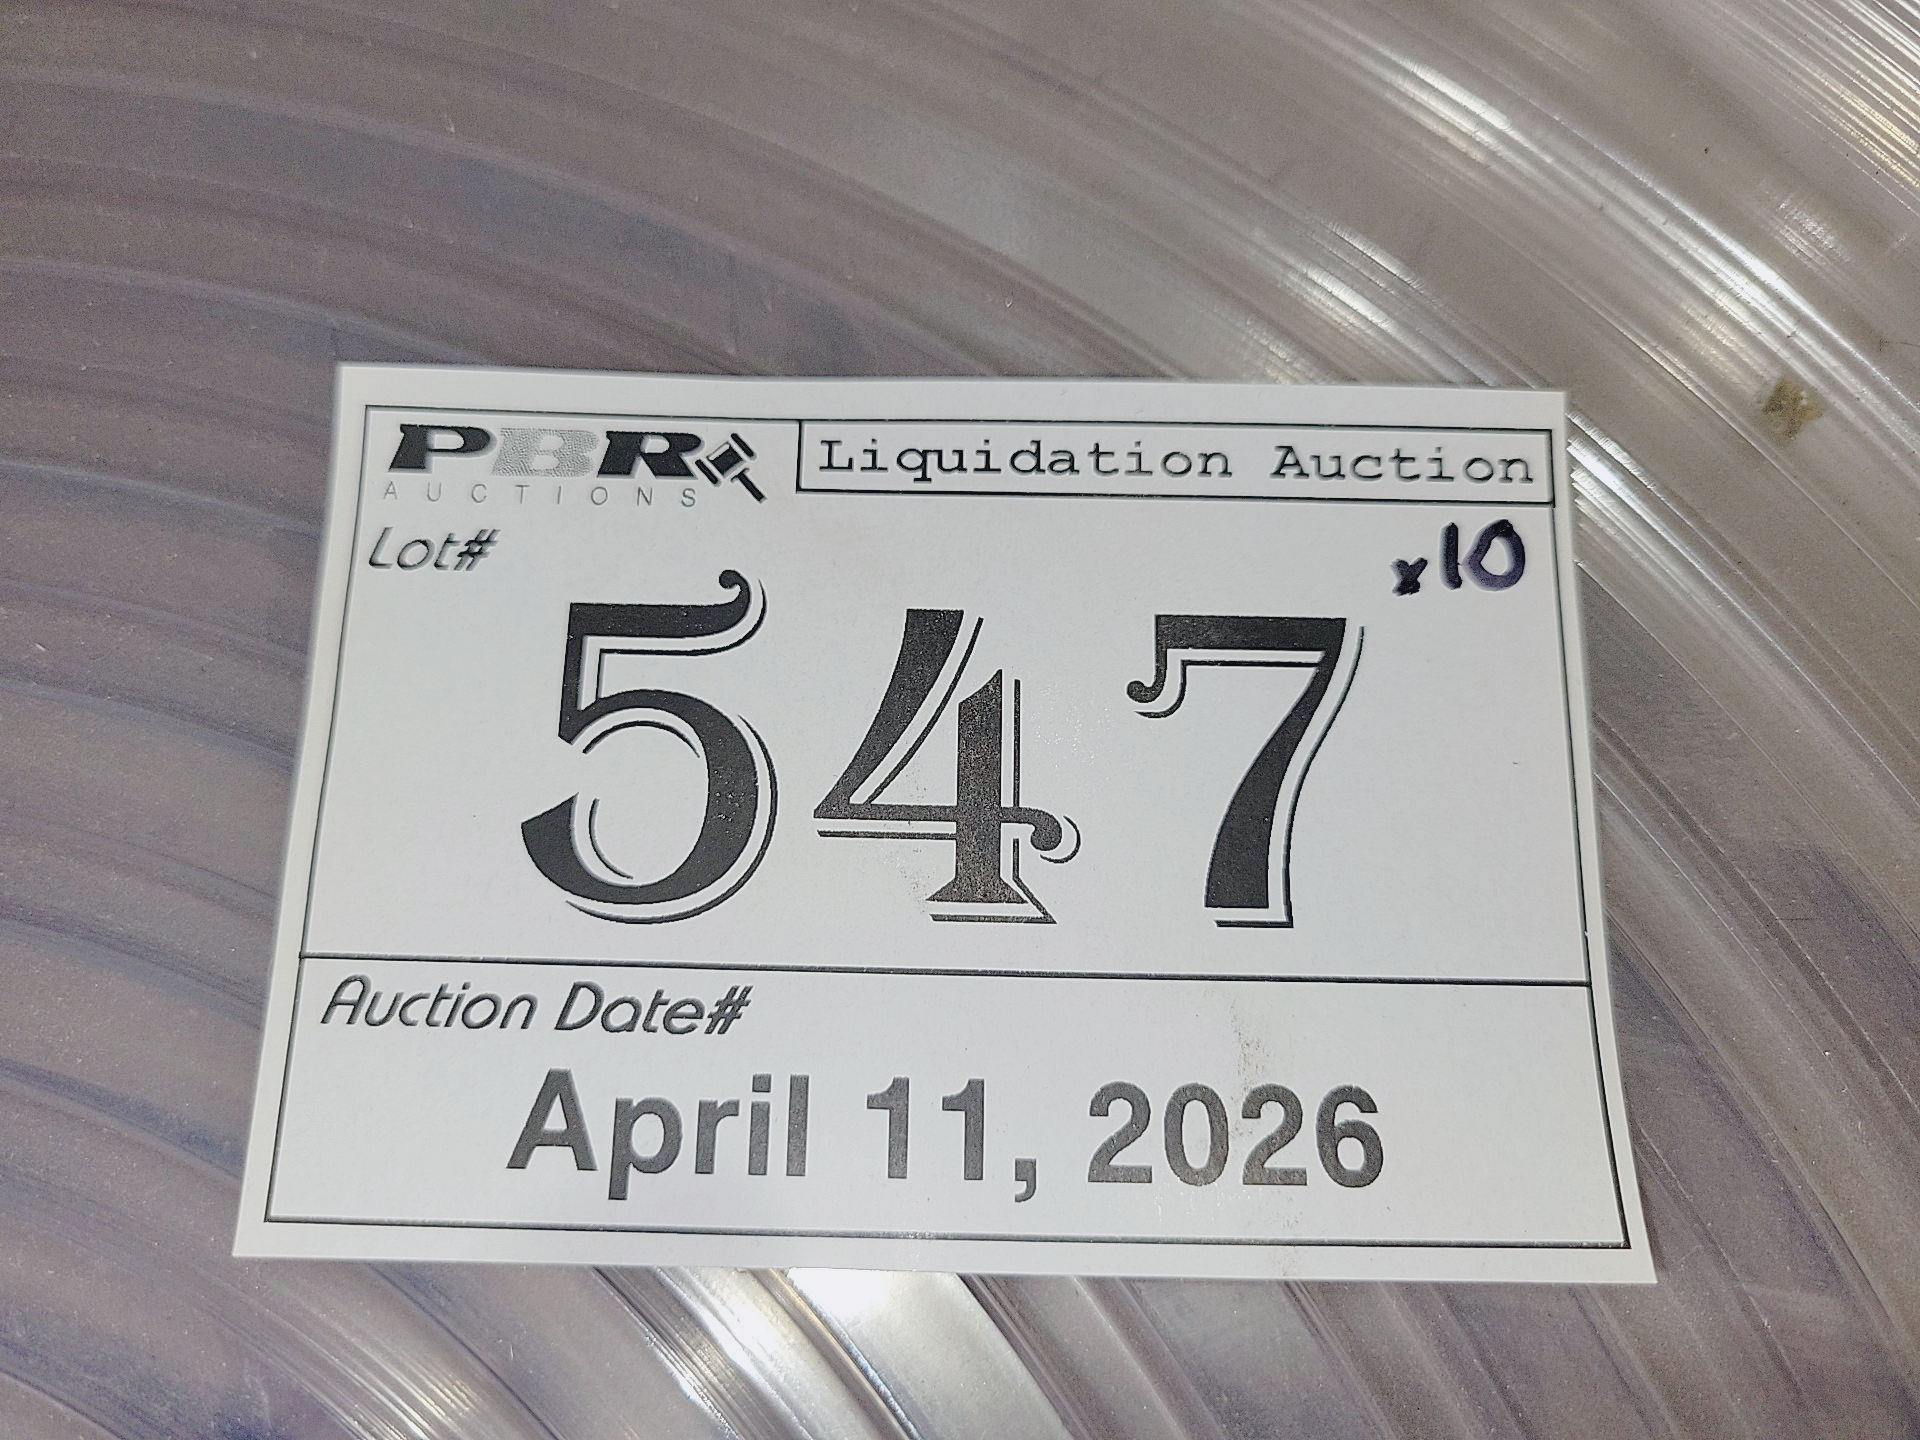 PBR
AUCTIONS
Liquidation Auction
Lot#
x10
547
Auction Date#
April 11, 2026